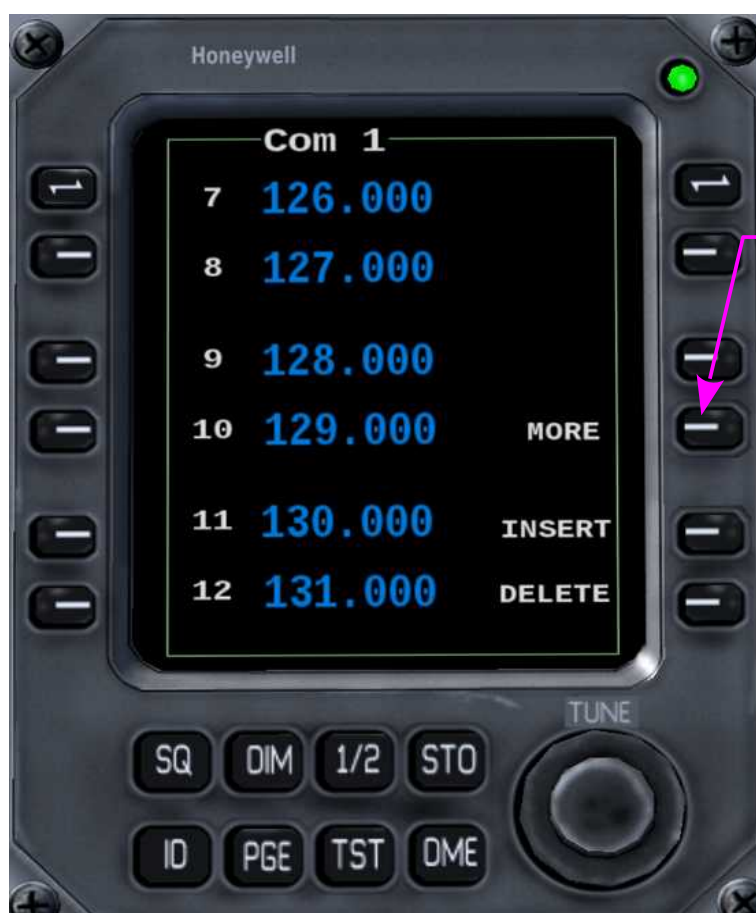 Honeywell
Com 1
7 126.000
8 127.000
9 128.000
10 129.000 MORE
11 130.000 INSERT
12 131.000 DELETE
TUNE
SQ DIM 1/2 STO
ID PGE TST DME